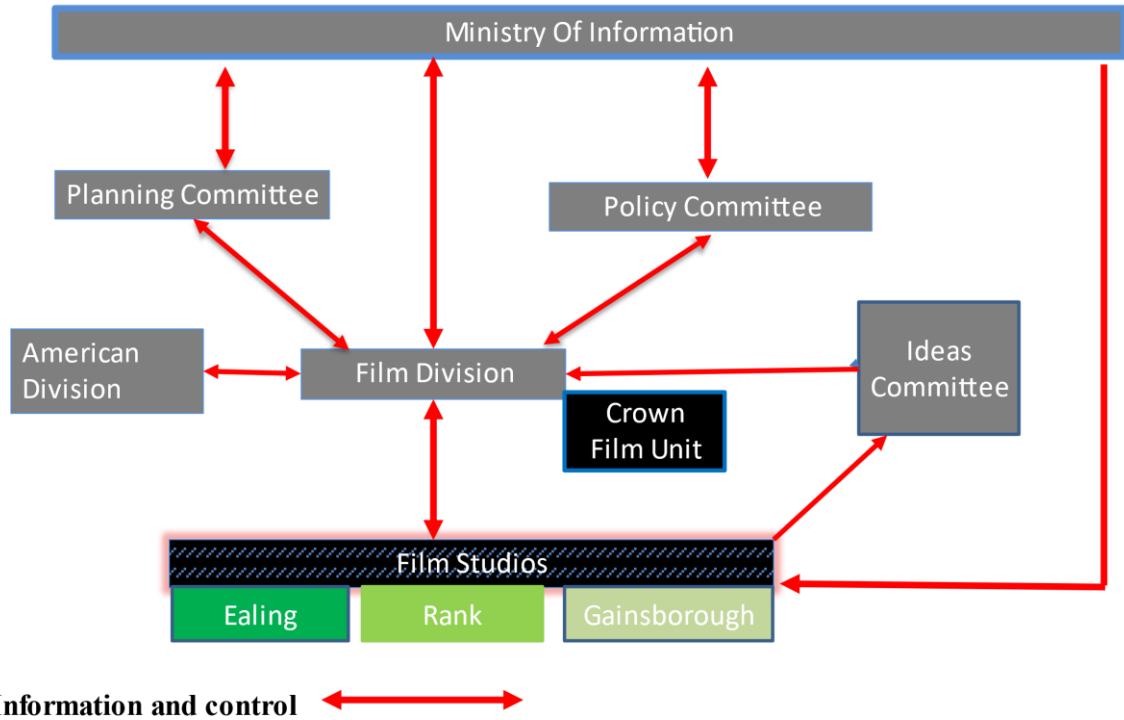 Ministry Of Information
Planning Committee
Policy Committee
American
Division
Film Division
Ideas
Committee
Crown
Film Unit
Film Studios
Ealing
Rank
Gainsborough
Information and control